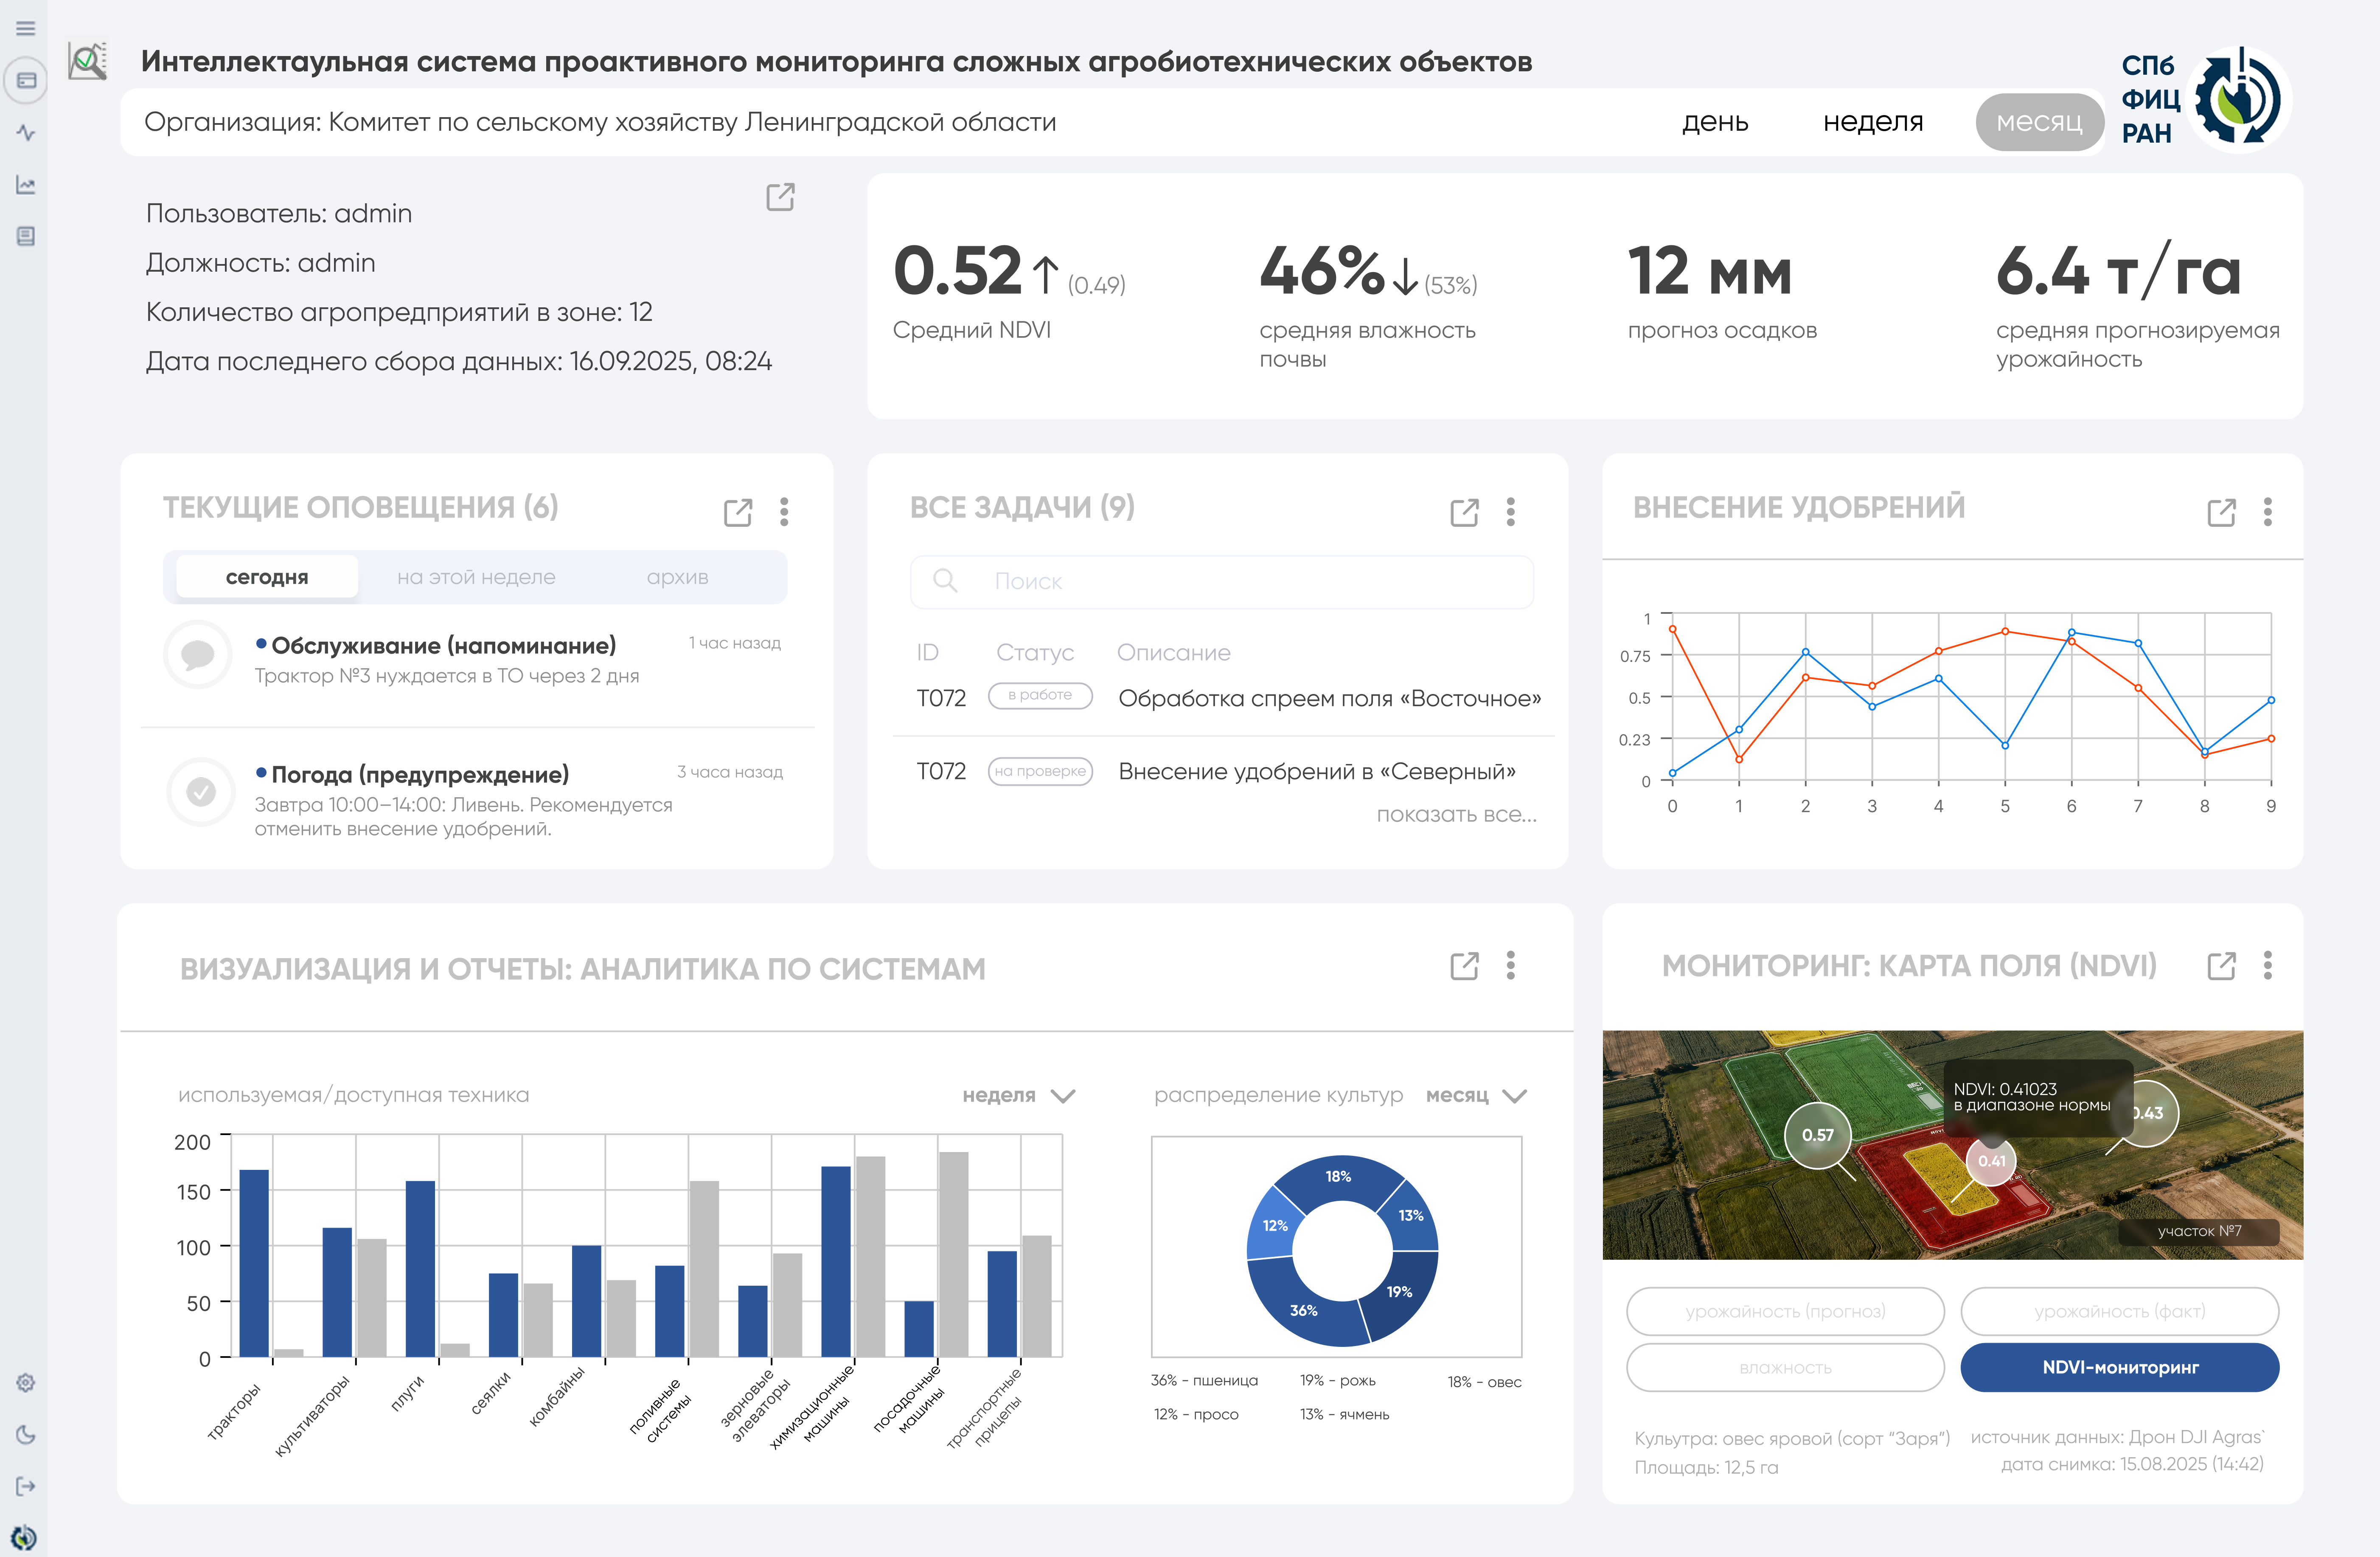 Интеллектаульная система проактивного мониторинга сложных агробиотехнических объектов
Организация: Комитет по сельскому хозяйству Ленинградской области
день неделя месяц
СПб
ФИЦ
РАН
Пользователь: admin
Должность: admin
Количество агропредприятий в зоне: 12
Дата последнего сбора данных: 16.09.2025, 08:24
0.52 ↑ (0.49)
Средний NDVI
46% ↓ (53%)
средняя влажность
почвы
12 мм
прогноз осадков
6.4 т/га
средняя прогнозируемая
урожайность
ТЕКУЩИЕ ОПОВЕЩЕНИЯ (6)
сегодня на этой неделе архив
Обслуживание (напоминание) 1 час назад
Трактор №3 нуждается в ТО через 2 дня
Погода (предупреждение) 3 часа назад
Завтра 10:00–14:00: Ливень. Рекомендуется
отменить внесение удобрений.
ВСЕ ЗАДАЧИ (9)
Поиск
ID Статус Описание
T072 в работе Обработка спреем поля «Восточное»
T072 на проверке Внесение удобрений в «Северный»
показать все...
ВНЕСЕНИЕ УДОБРЕНИЙ
1
0.75
0.5
0.23
0
0 1 2 3 4 5 6 7 8 9
ВИЗУАЛИЗАЦИЯ И ОТЧЕТЫ: АНАЛИТИКА ПО СИСТЕМАМ
используемая/доступная техника неделя
200
150
100
50
0
тракторы
культиваторы
плуги
сеялки
комбайны
поливные
системы
зерновые
элеваторы
химизационные
машины
посадочные
машины
транспортные
прицепы
распределение культур месяц
18%
13%
12%
19%
36%
36% - пшеница 19% - рожь 18% - овес
12% - просо 13% - ячмень
МОНИТОРИНГ: КАРТА ПОЛЯ (NDVI)
NDVI: 0.41023
в диапазоне нормы
0.43
0.57
0.41
участок №7
урожайность (прогноз) урожайность (факт)
влажность NDVI-мониторинг
Кульутра: овес яровой (сорт “Заря”)
Площадь: 12,5 га
источник данных: Дрон DJI Agras`
дата снимка: 15.08.2025 (14:42)